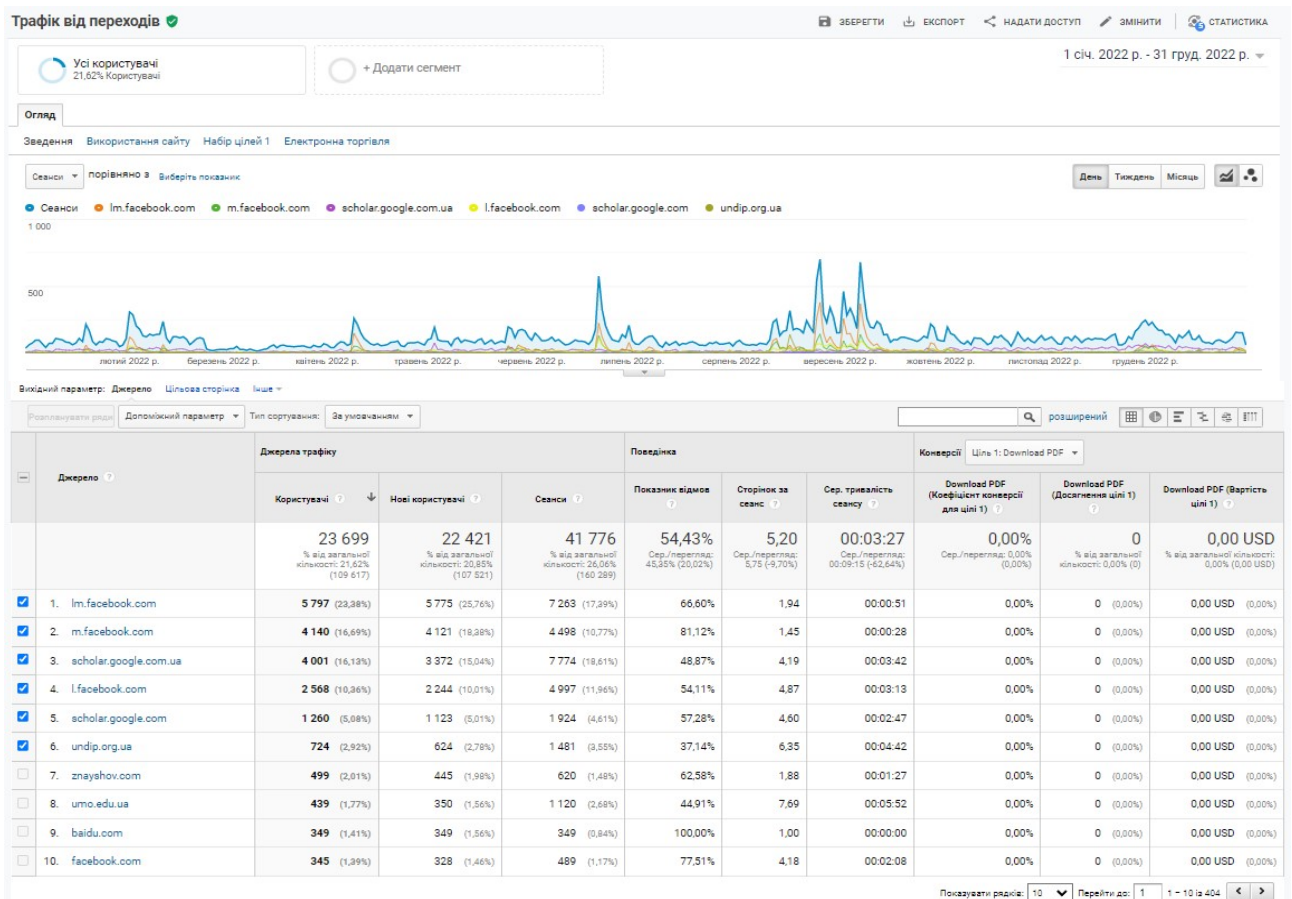 Трафік від переходів
ЗБЕРЕГТИ ЕКСПОРТ НАДАТИ ДОСТУП ЗМІНИТИ 5 СТАТИСТИКА
Усі користувачі
21,62% Користувачі
+ Додати сегмент
1 січ. 2022 р. - 31 груд. 2022 р.
Огляд
Зведення Використання сайту Набір цілей 1 Електронна торгівля
Сеанси порівняно з Виберіть показник
День Тиждень Місяць
Сеанси lm.facebook.com m.facebook.com scholar.google.com.ua l.facebook.com scholar.google.com undip.org.ua
1 000
500
лютий 2022 р. березень 2022 р. квітень 2022 р. травень 2022 р. червень 2022 р. липень 2022 р. серпень 2022 р. вересень 2022 р. жовтень 2022 р. листопад 2022 р. грудень 2022 р.
Вихідний параметр: Джерело Цільова сторінка Інше
Розпланувати ряди Допоміжний параметр Тип сортування: За умовчанням розширений
Джерело ?
Джерела трафіку Поведінка Конверсії Ціль 1: Download PDF
Користувачі ? Нові користувачі ? Сеанси ? Показник відмов ? Сторінок за сеанс ? Сер. тривалість сеансу ? Download PDF (Коефіцієнт конверсії для цілі 1) ? Download PDF (Досягнення цілі 1) ? Download PDF (Вартість цілі 1) ?
23 699 22 421 41 776 54,43% 5,20 00:03:27 0,00% 0 0,00 USD
% від загальної кількості: 21,62% (109 617) % від загальної кількості: 20,85% (107 521) % від загальної кількості: 26,06% (160 289) Сер./перегляд: 45,35% (20,02%) Сер./перегляд: 5,75 (-9,70%) Сер./перегляд: 00:09:15 (-62,64%) Сер./перегляд: 0,00% (0,00%) % від загальної кількості: 0,00% (0) % від загальної кількості: 0,00% (0,00 USD)
1. lm.facebook.com 5 797 (23,38%) 5 775 (25,76%) 7 263 (17,39%) 66,60% 1,94 00:00:51 0,00% 0 (0,00%) 0,00 USD (0,00%)
2. m.facebook.com 4 140 (16,69%) 4 121 (18,38%) 4 498 (10,77%) 81,12% 1,45 00:00:28 0,00% 0 (0,00%) 0,00 USD (0,00%)
3. scholar.google.com.ua 4 001 (16,13%) 3 372 (15,04%) 7 774 (18,61%) 48,87% 4,19 00:03:42 0,00% 0 (0,00%) 0,00 USD (0,00%)
4. l.facebook.com 2 568 (10,36%) 2 244 (10,01%) 4 997 (11,96%) 54,11% 4,87 00:03:13 0,00% 0 (0,00%) 0,00 USD (0,00%)
5. scholar.google.com 1 260 (5,08%) 1 123 (5,01%) 1 924 (4,61%) 57,28% 4,60 00:02:47 0,00% 0 (0,00%) 0,00 USD (0,00%)
6. undip.org.ua 724 (2,92%) 624 (2,78%) 1 481 (3,55%) 37,14% 6,35 00:04:42 0,00% 0 (0,00%) 0,00 USD (0,00%)
7. znayshov.com 499 (2,01%) 445 (1,98%) 620 (1,48%) 62,58% 1,88 00:01:27 0,00% 0 (0,00%) 0,00 USD (0,00%)
8. umo.edu.ua 439 (1,77%) 350 (1,56%) 1 120 (2,68%) 44,91% 7,69 00:05:52 0,00% 0 (0,00%) 0,00 USD (0,00%)
9. baidu.com 349 (1,41%) 349 (1,56%) 349 (0,84%) 100,00% 1,00 00:00:00 0,00% 0 (0,00%) 0,00 USD (0,00%)
10. facebook.com 345 (1,39%) 328 (1,46%) 489 (1,17%) 77,51% 4,18 00:02:08 0,00% 0 (0,00%) 0,00 USD (0,00%)
Показувати рядків: 10 Перейти до: 1 1 – 10 із 404